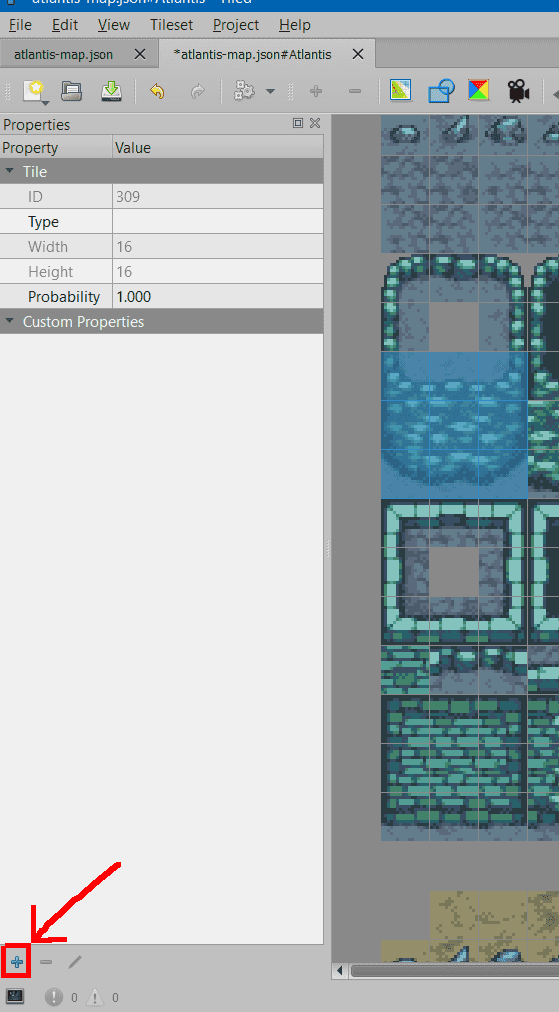 atlantis-map.json#Atlantis - Tiled
File Edit View Tileset Project Help
atlantis-map.json *atlantis-map.json#Atlantis
Properties
Property Value
Tile
ID 309
Type
Width 16
Height 16
Probability 1.000
Custom Properties
0 0